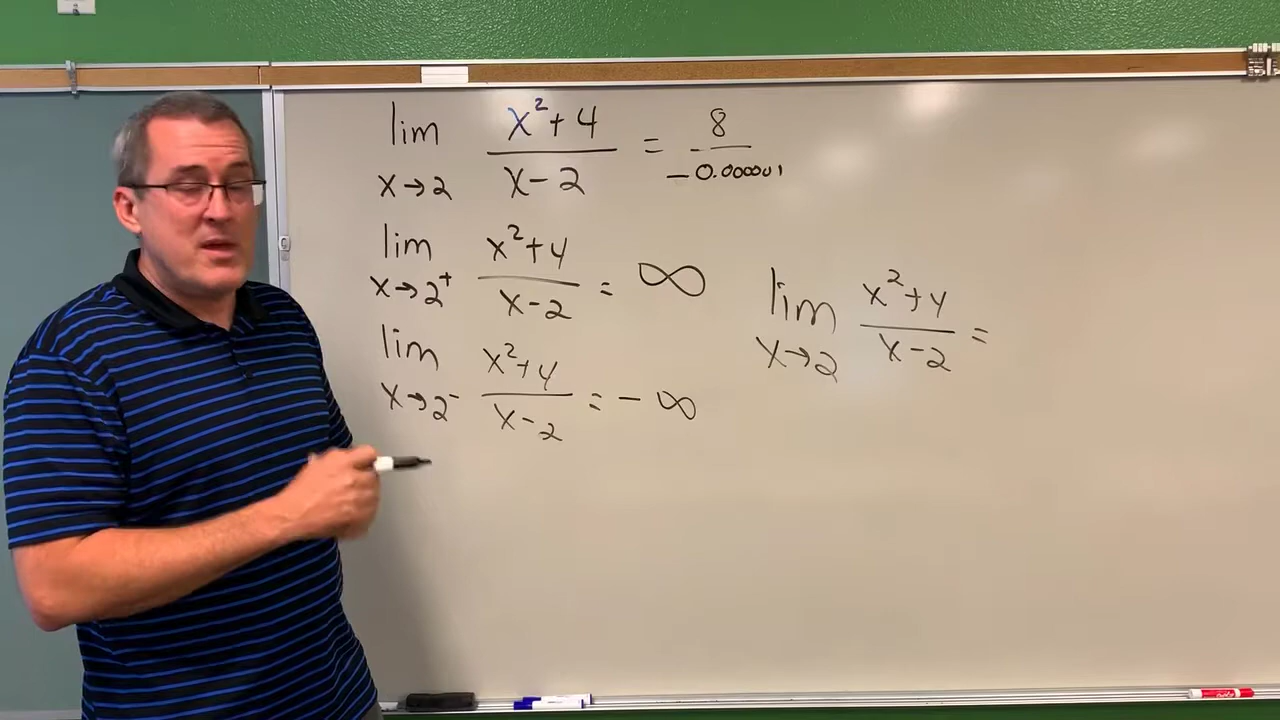 lim x→2 x²+4 / x-2 = 8 / -0.000001
lim x→2⁺ x²+4 / x-2 = ∞
lim x→2⁻ x²+4 / x-2 = -∞
lim x→2 x²+4 / x-2 =